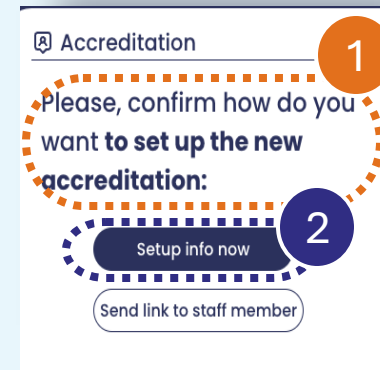 Accreditation
1
Please, confirm how do you
want to set up the new
accreditation:
2
Setup info now
Send link to staff member